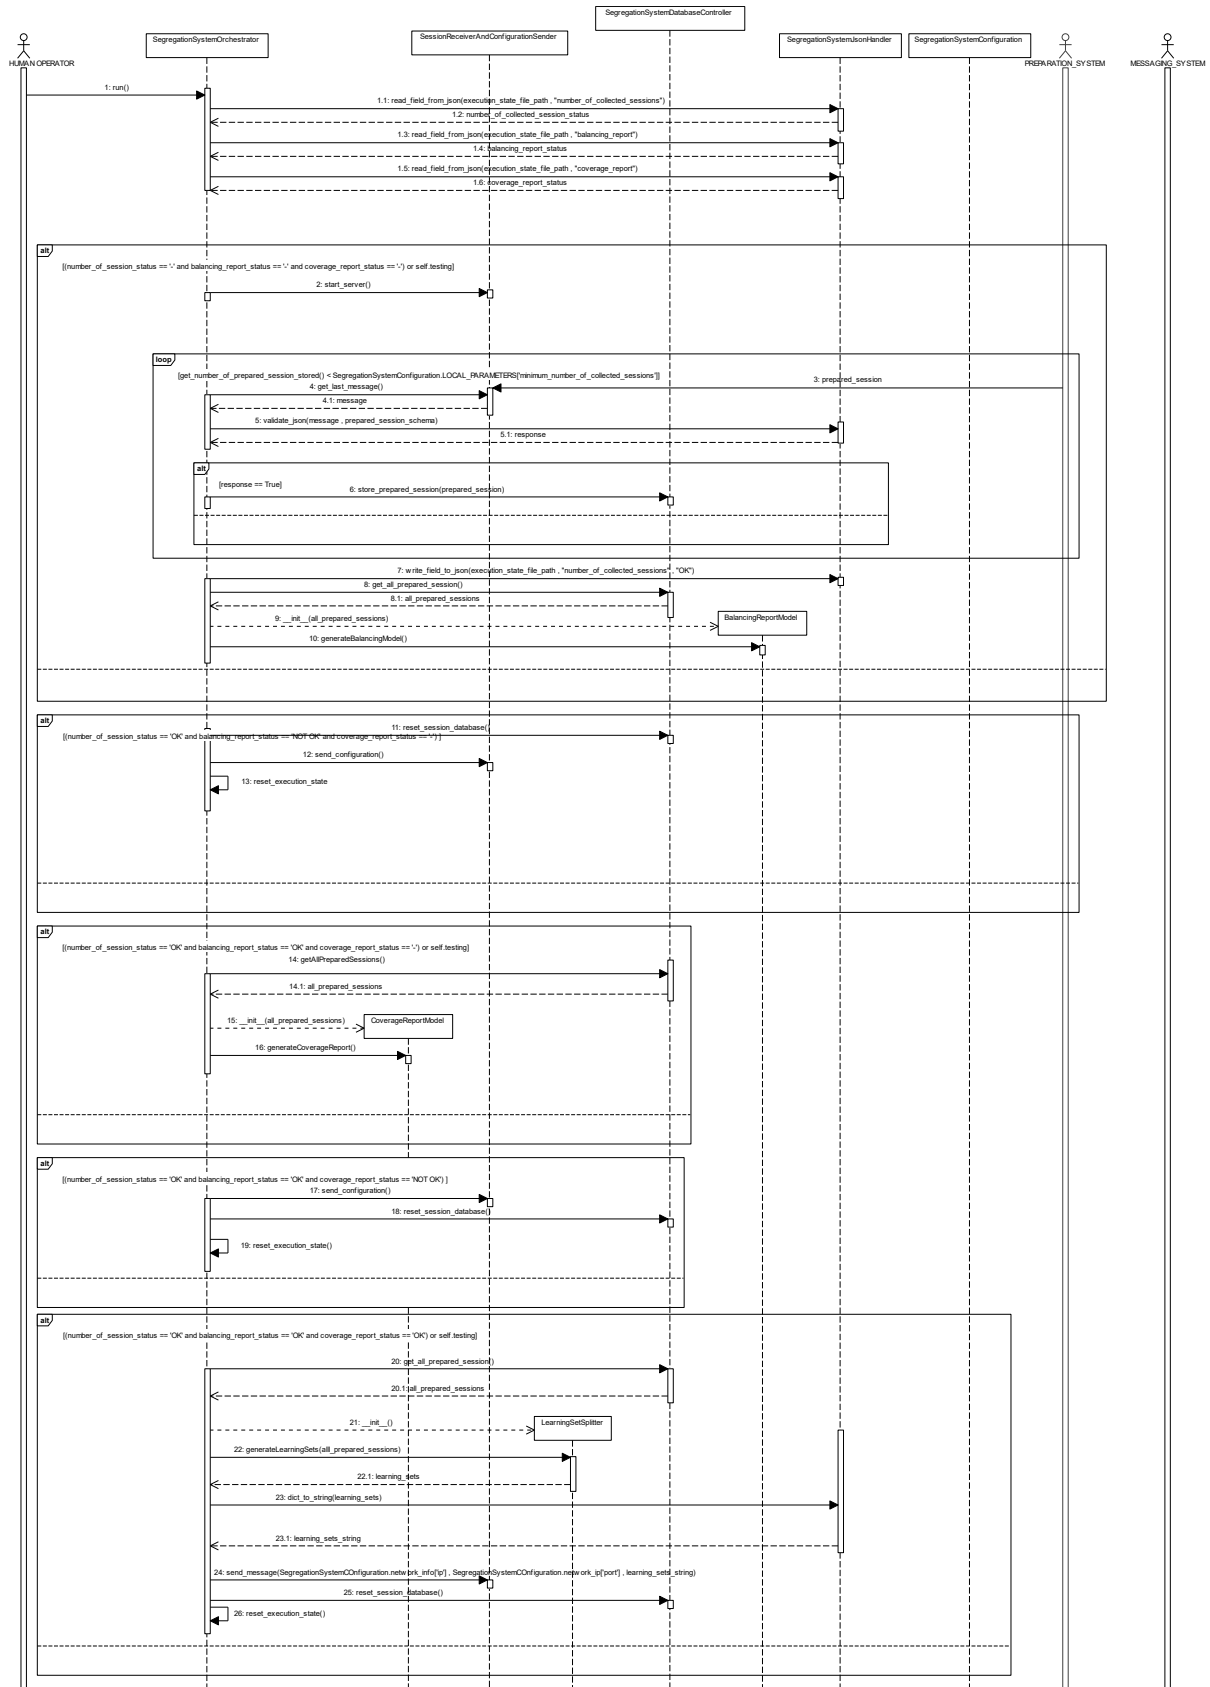 SegregationSystemDatabaseController
SegregationSystemOrchestrator
SessionReceiverAndConfigurationSender
SegregationSystemJsonHandler
SegregationSystemConfiguration
HUMAN OPERATOR
PREPARATION_SYSTEM
MESSAGING_SYSTEM
1: run()
1.1: read_field_from_json(execution_state_file_path , "number_of_collected_sessions")
1.2: number_of_collected_session_status
1.3: read_field_from_json(execution_state_file_path , "balancing_report")
1.4: balancing_report_status
1.5: read_field_from_json(execution_state_file_path , "coverage_report")
1.6: coverage_report_status
alt
[(number_of_session_status == '-' and balancing_report_status == '-' and coverage_report_status == '-') or self.testing]
2: start_server()
loop
[get_number_of_prepared_session_stored() < SegregationSystemConfiguration.LOCAL_PARAMETERS['minimum_number_of_collected_sessions']]
3: prepared_session
4: get_last_message()
4.1: message
5: validate_json(message , prepared_session_schema)
5.1: response
alt
[response == True]
6: store_prepared_session(prepared_session)
7: write_field_to_json(execution_state_file_path , "number_of_collected_sessions" , "OK")
8: get_all_prepared_session()
8.1: all_prepared_sessions
9: __init__(all_prepared_sessions)
BalancingReportModel
10: generateBalancingModel()
alt
11: reset_session_database()
[(number_of_session_status == 'OK' and balancing_report_status == 'NOT OK' and coverage_report_status == '-') ]
12: send_configuration()
13: reset_execution_state
alt
[(number_of_session_status == 'OK' and balancing_report_status == 'OK' and coverage_report_status == '-') or self.testing]
14: getAllPreparedSessions()
14.1: all_prepared_sessions
15: __init__(all_prepared_sessions)
CoverageReportModel
16: generateCoverageReport()
alt
[(number_of_session_status == 'OK' and balancing_report_status == 'OK' and coverage_report_status == 'NOT OK') ]
17: send_configuration()
18: reset_session_database()
19: reset_execution_state()
alt
[(number_of_session_status == 'OK' and balancing_report_status == 'OK' and coverage_report_status == 'OK') or self.testing]
20: get_all_prepared_session()
20.1: all_prepared_sessions
21: __init__()
LearningSetSplitter
22: generateLearningSets(alll_prepared_sessions)
22.1: learning_sets
23: dict_to_string(learning_sets)
23.1: learning_sets_string
24: send_message(SegregationSystemCOnfiguration.network_info['ip'] , SegregationSystemCOnfiguration.network_ip['port'] , learning_sets_string)
25: reset_session_database()
26: reset_execution_state()